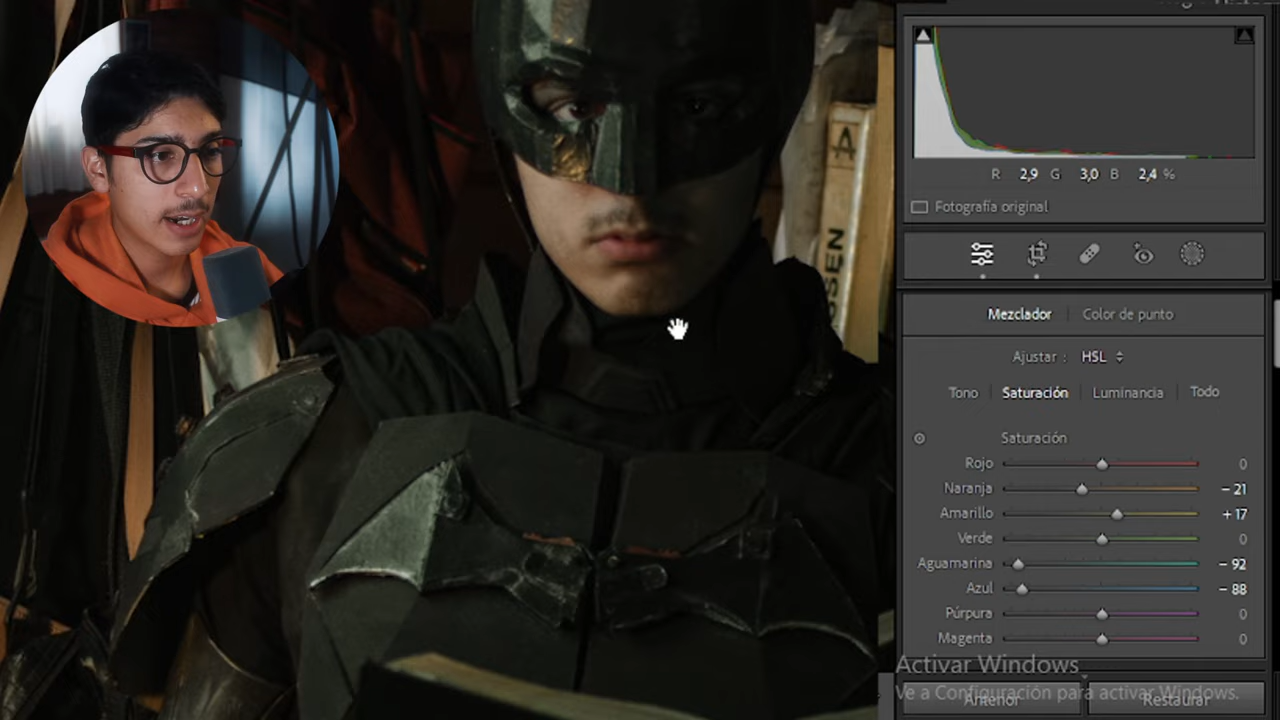 R 2,9 G 3,0 B 2,4 %
Fotografía original
Mezclador Color de punto
Ajustar : HSL
Tono Saturación Luminancia Todo
Saturación
Rojo 0
Naranja - 21
Amarillo + 17
Verde 0
Aguamarina - 92
Azul - 88
Púrpura 0
Magenta 0
Activar Windows
Ve a Configuración para activar Windows.
Anterior Restaurar
A
OSEN